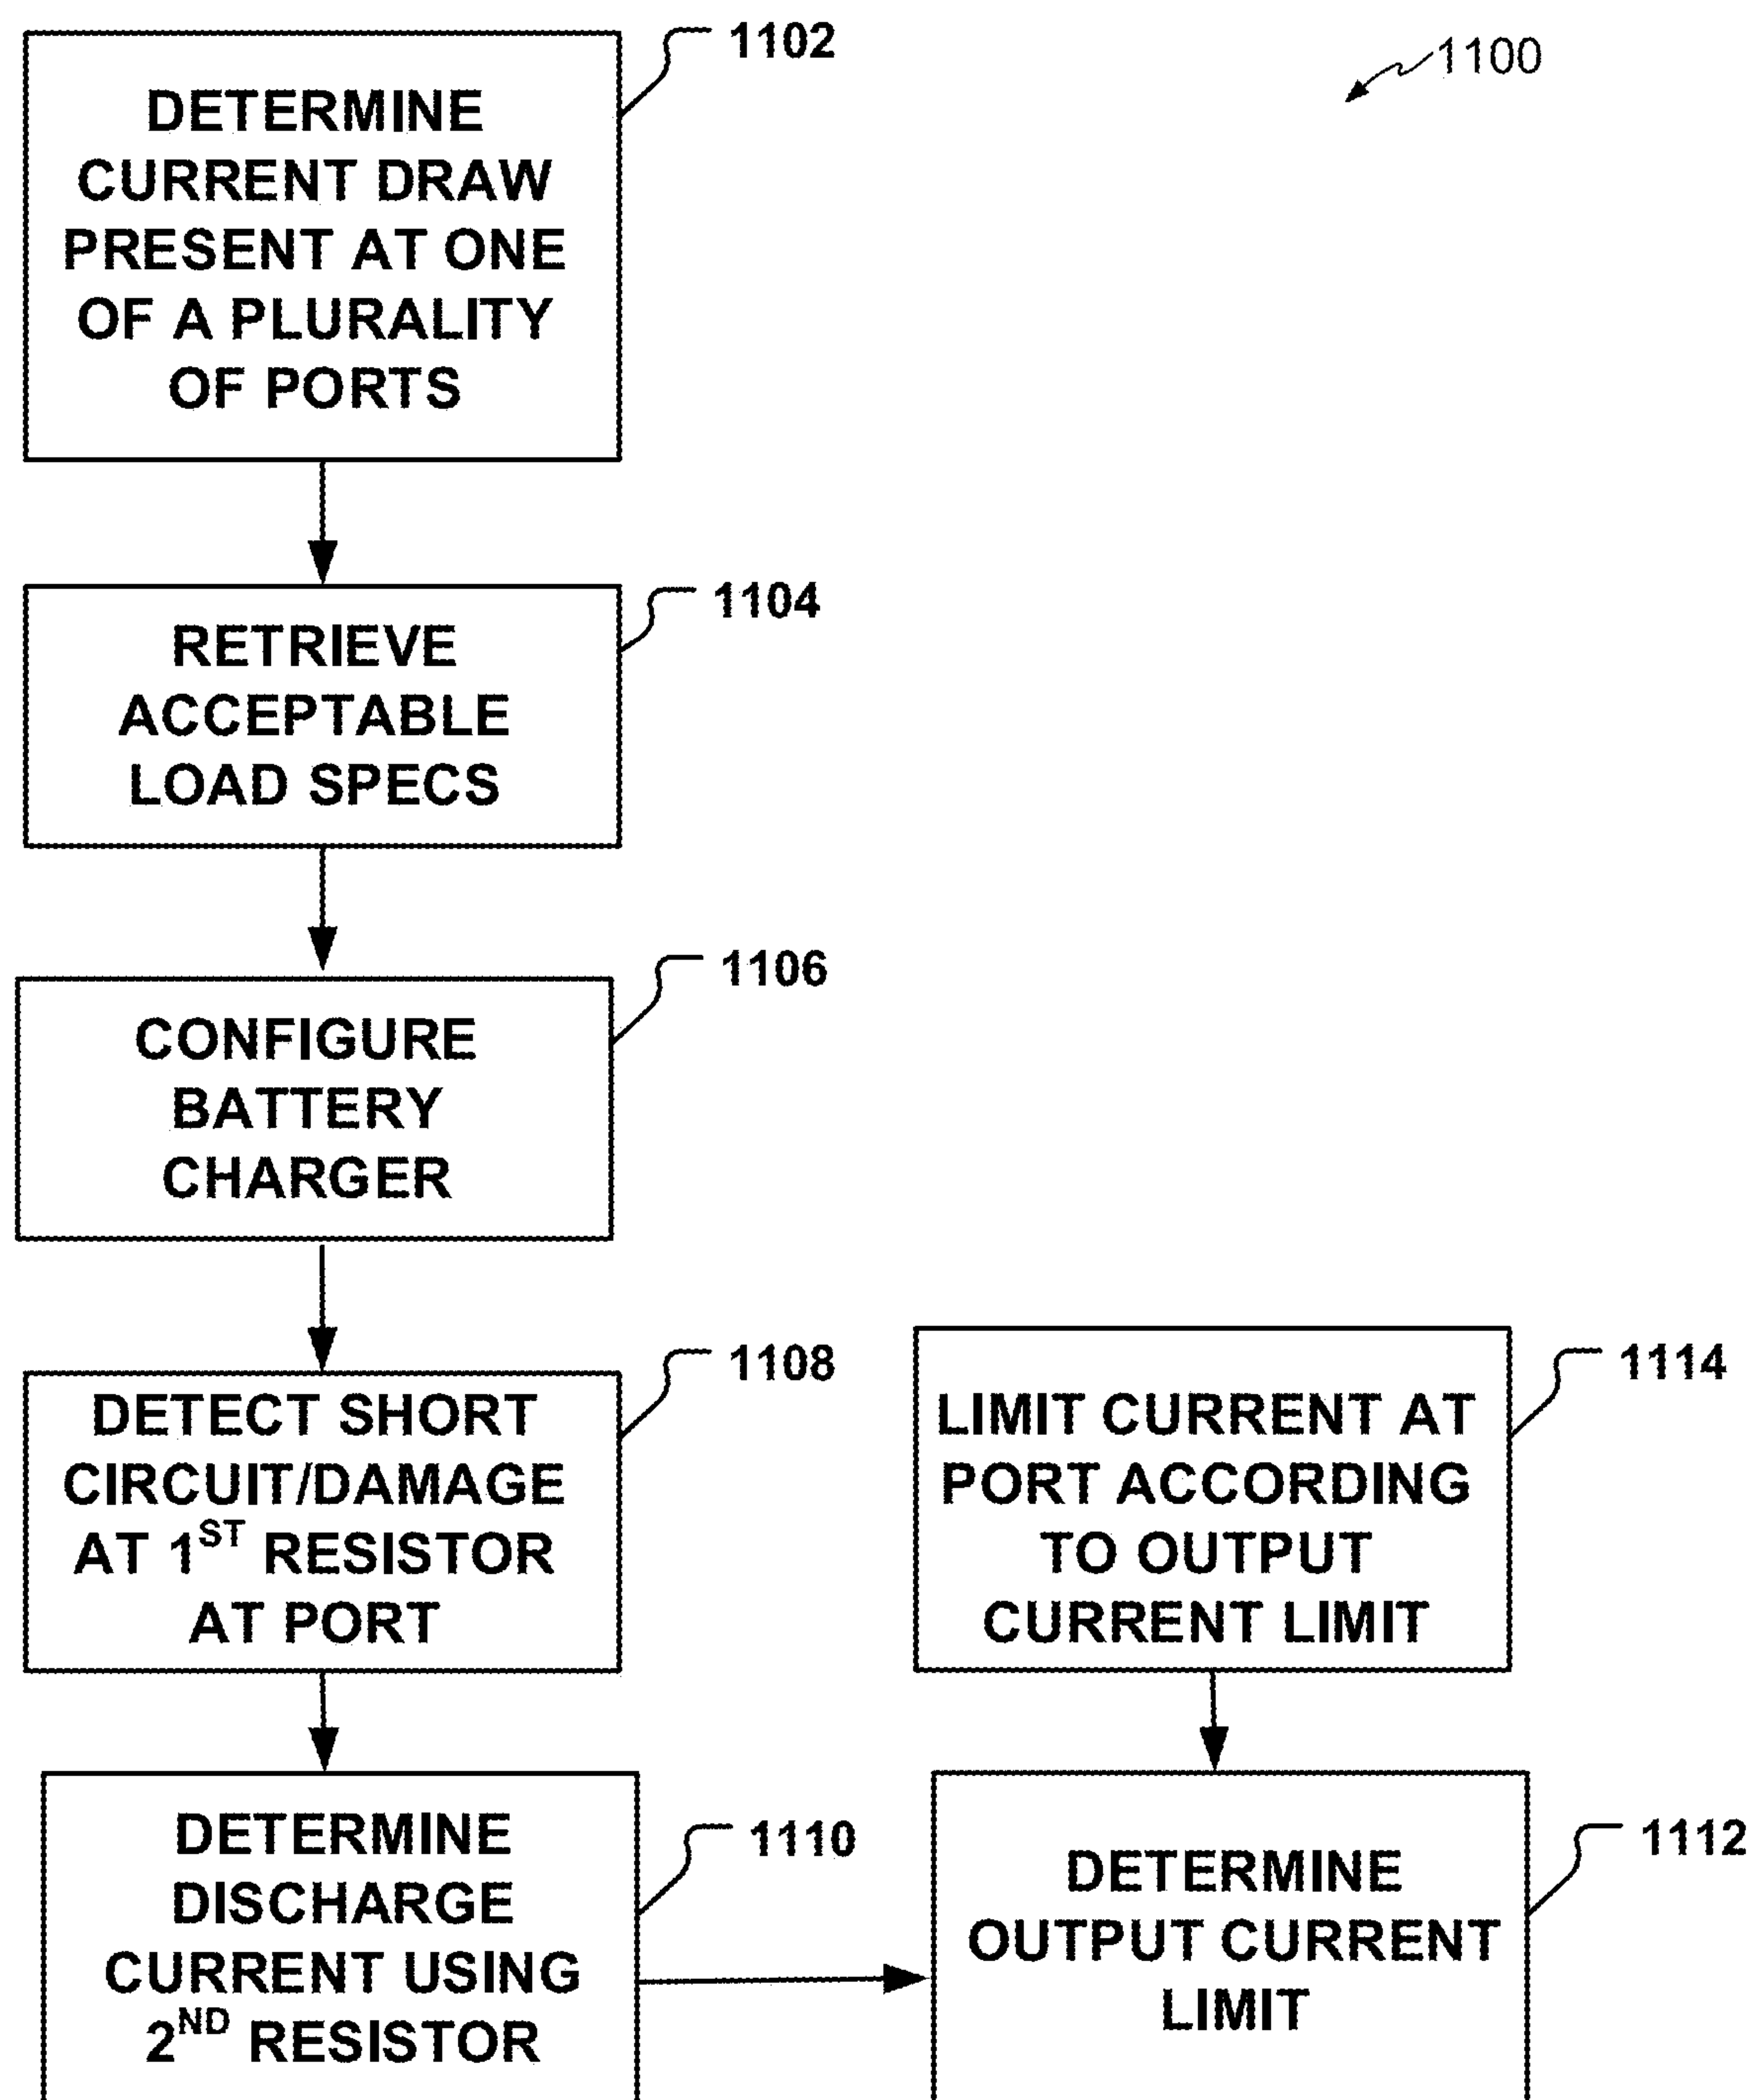 1102
1100
DETERMINE
CURRENT DRAW
PRESENT AT ONE
OF A PLURALITY
OF PORTS
1104
RETRIEVE
ACCEPTABLE
LOAD SPECS
1106
CONFIGURE
BATTERY
CHARGER
1108
DETECT SHORT
CIRCUIT/DAMAGE
AT 1ST RESISTOR
AT PORT
1114
LIMIT CURRENT AT
PORT ACCORDING
TO OUTPUT
CURRENT LIMIT
1110
DETERMINE
DISCHARGE
CURRENT USING
2ND RESISTOR
1112
DETERMINE
OUTPUT CURRENT
LIMIT